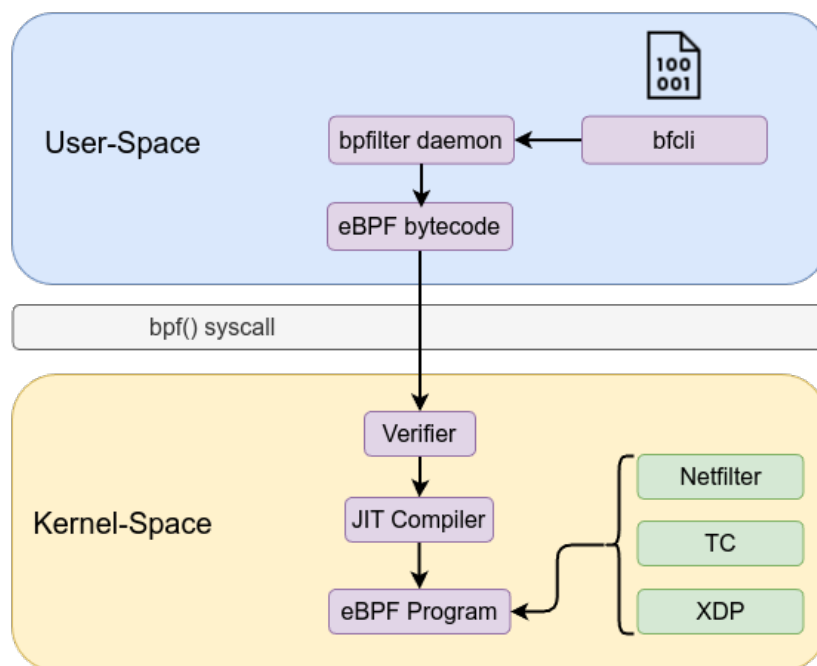 100
001
User-Space
bpfilter daemon
bfcli
eBPF bytecode
bpf() syscall
Verifier
Netfilter
Kernel-Space
JIT Compiler
TC
eBPF Program
XDP